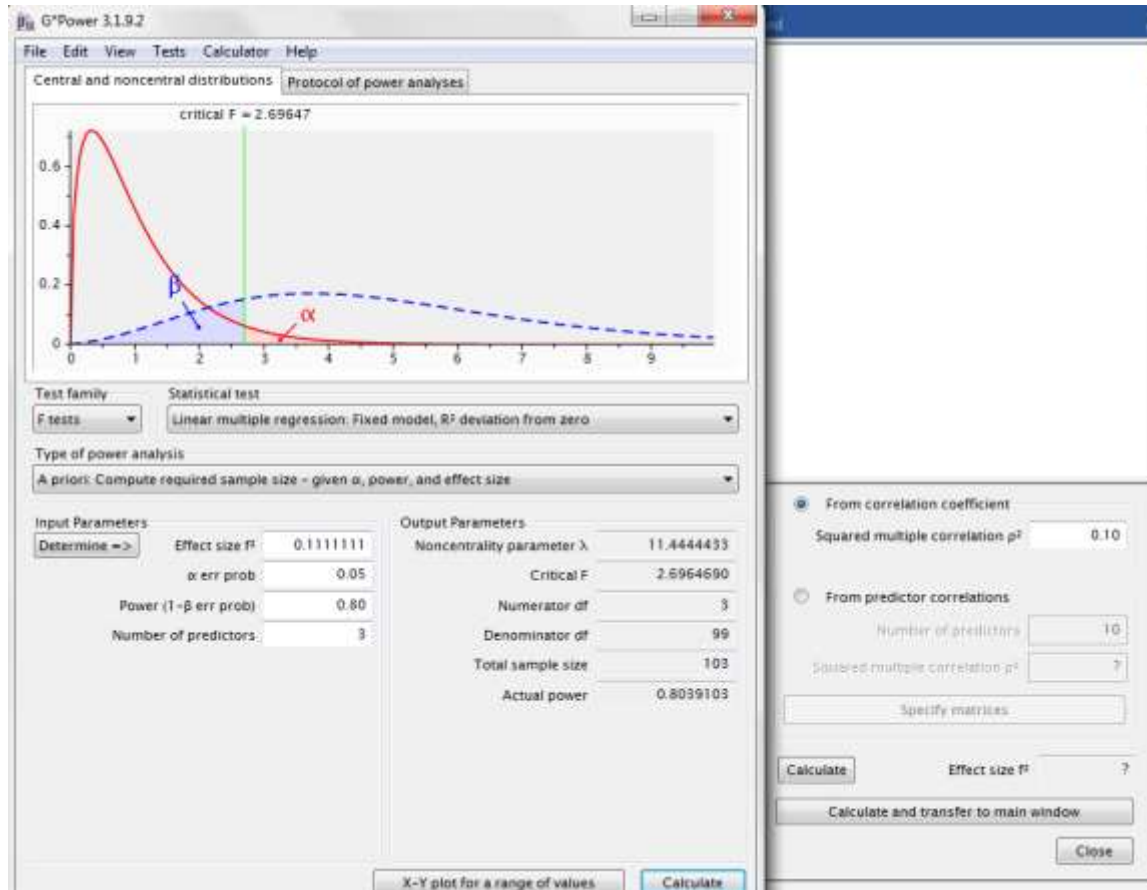 G*Power 3.1.9.2
File Edit View Tests Calculator Help
Central and noncentral distributions Protocol of power analyses
critical F = 2.69647
0.6
0.4
0.2
0
β
α
0 1 2 3 4 5 6 7 8 9
Test family Statistical test
F tests Linear multiple regression: Fixed model, R² deviation from zero
Type of power analysis
A priori: Compute required sample size - given α, power, and effect size
Input Parameters
Determine => Effect size f² 0.1111111
α err prob 0.05
Power (1-β err prob) 0.80
Number of predictors 3
Output Parameters
Noncentrality parameter λ 11.4444433
Critical F 2.6964690
Numerator df 3
Denominator df 99
Total sample size 103
Actual power 0.8039103
X-Y plot for a range of values Calculate
From correlation coefficient
Squared multiple correlation ρ² 0.10
From predictor correlations
Number of predictors 10
Squared multiple correlation ρ² ?
Specify matrices
Calculate Effect size f² ?
Calculate and transfer to main window
Close